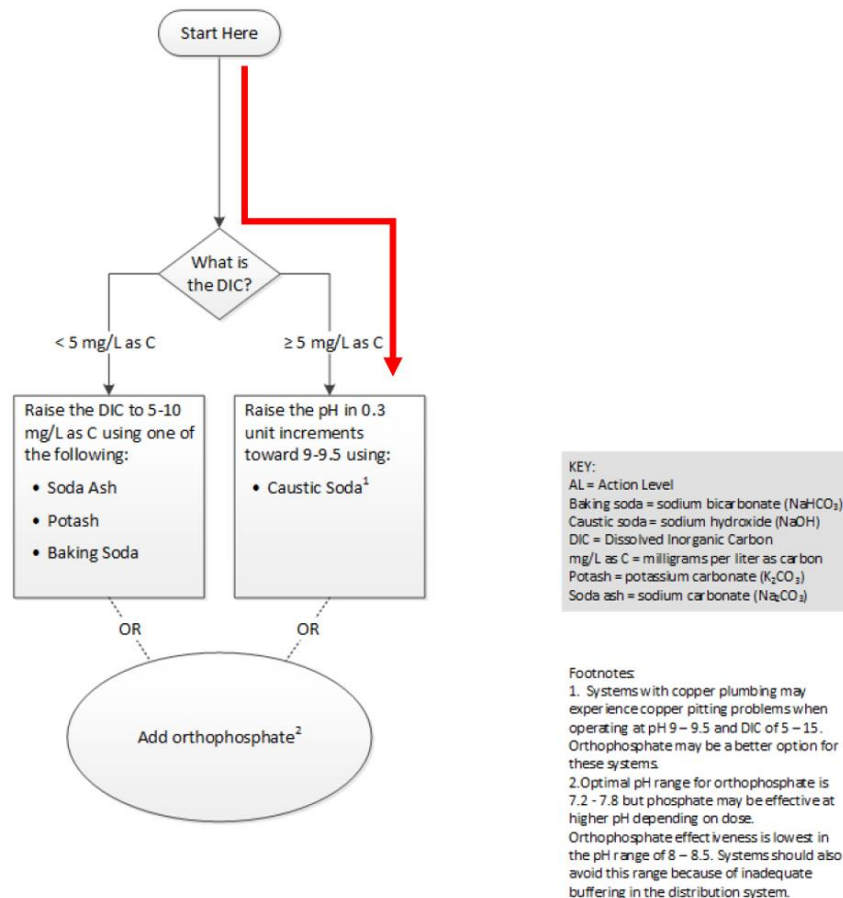 Start Here
What is
the DIC?
< 5 mg/L as C
≥ 5 mg/L as C
Raise the DIC to 5-10
mg/L as C using one of
the following:
• Soda Ash
• Potash
• Baking Soda
Raise the pH in 0.3
unit increments
toward 9-9.5 using:
• Caustic Soda¹
OR
OR
Add orthophosphate²
KEY:
AL = Action Level
Baking soda = sodium bicarbonate (NaHCO₃)
Caustic soda = sodium hydroxide (NaOH)
DIC = Dissolved Inorganic Carbon
mg/L as C = milligrams per liter as carbon
Potash = potassium carbonate (K₂CO₃)
Soda ash = sodium carbonate (Na₂CO₃)
Footnotes:
1. Systems with copper plumbing may
experience copper pitting problems when
operating at pH 9 – 9.5 and DIC of 5 – 15.
Orthophosphate may be a better option for
these systems.
2.Optimal pH range for orthophosphate is
7.2 - 7.8 but phosphate may be effective at
higher pH depending on dose.
Orthophosphate effectiveness is lowest in
the pH range of 8 – 8.5. Systems should also
avoid this range because of inadequate
buffering in the distribution system.